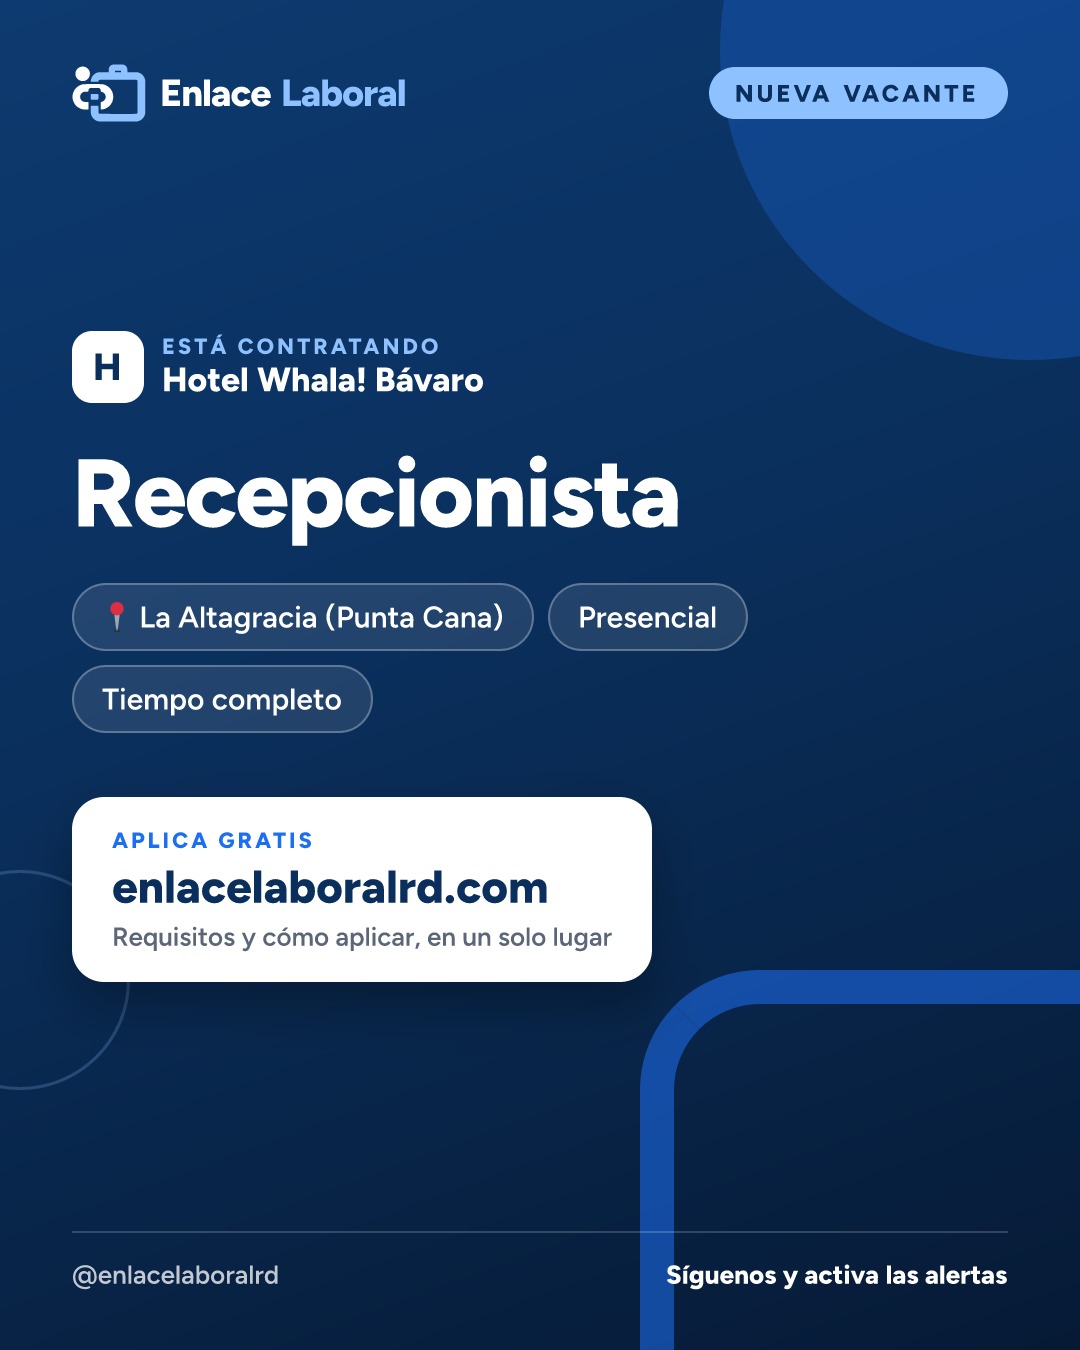 Enlace Laboral
NUEVA VACANTE
H
ESTÁ CONTRATANDO
Hotel Whala! Bávaro
Recepcionista
📍 La Altagracia (Punta Cana)
Presencial
Tiempo completo
APLICA GRATIS
enlacelaboralrd.com
Requisitos y cómo aplicar, en un solo lugar
@enlacelaboralrd
Síguenos y activa las alertas